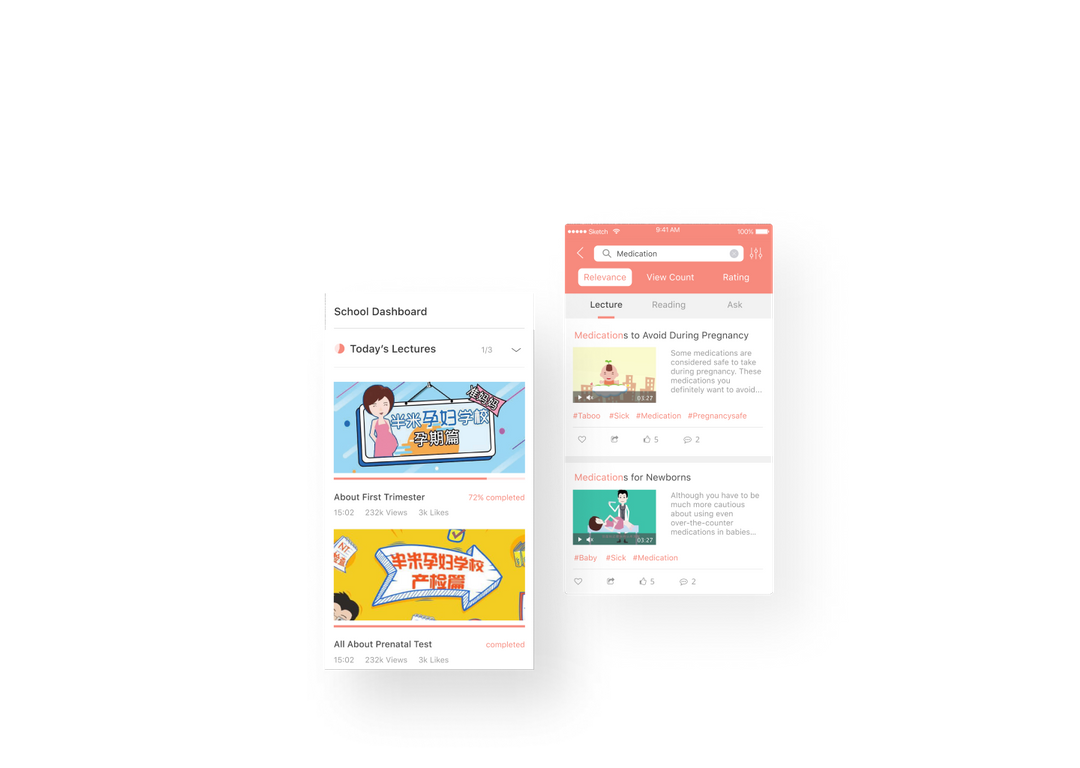 School Dashboard
Today's Lectures
1/3
准妈妈
半米孕妇学校
孕期篇
About First Trimester
72% completed
15:02 232k Views 3k Likes
NT
半米孕妇学校
产检篇
All About Prenatal Test
completed
15:02 232k Views 3k Likes
Sketch
9:41 AM
100%
Medication
Relevance View Count Rating
Lecture Reading Ask
Medications to Avoid During Pregnancy
Some medications are
considered safe to take
during pregnancy. These
medications you
definitely want to avoid...
03:27
#Taboo #Sick #Medication #Pregnancysafe
5 2
Medications for Newborns
Although you have to be
much more cautious
about using even
over-the-counter
medications in babies...
03:27
#Baby #Sick #Medication
5 2